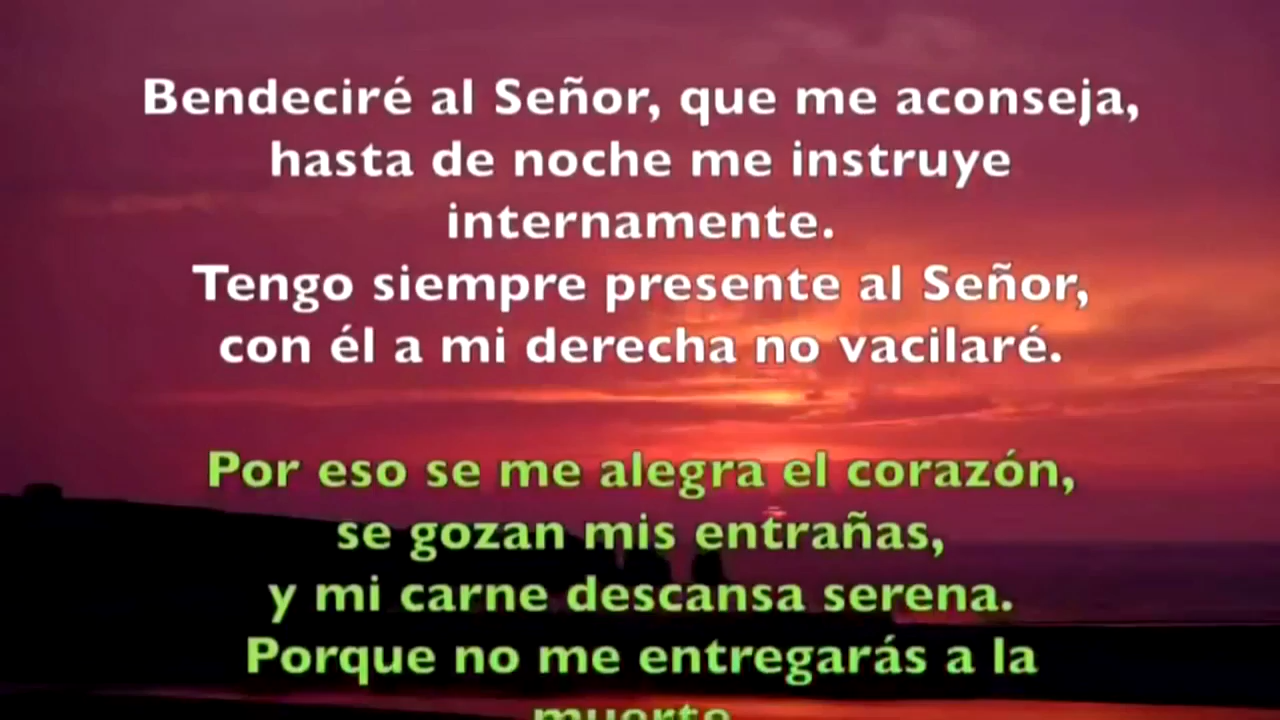 Bendeciré al Señor, que me aconseja,
hasta de noche me instruye
internamente.
Tengo siempre presente al Señor,
con él a mi derecha no vacilaré.
Por eso se me alegra el corazón,
se gozan mis entrañas,
y mi carne descansa serena.
Porque no me entregarás a la
muerte